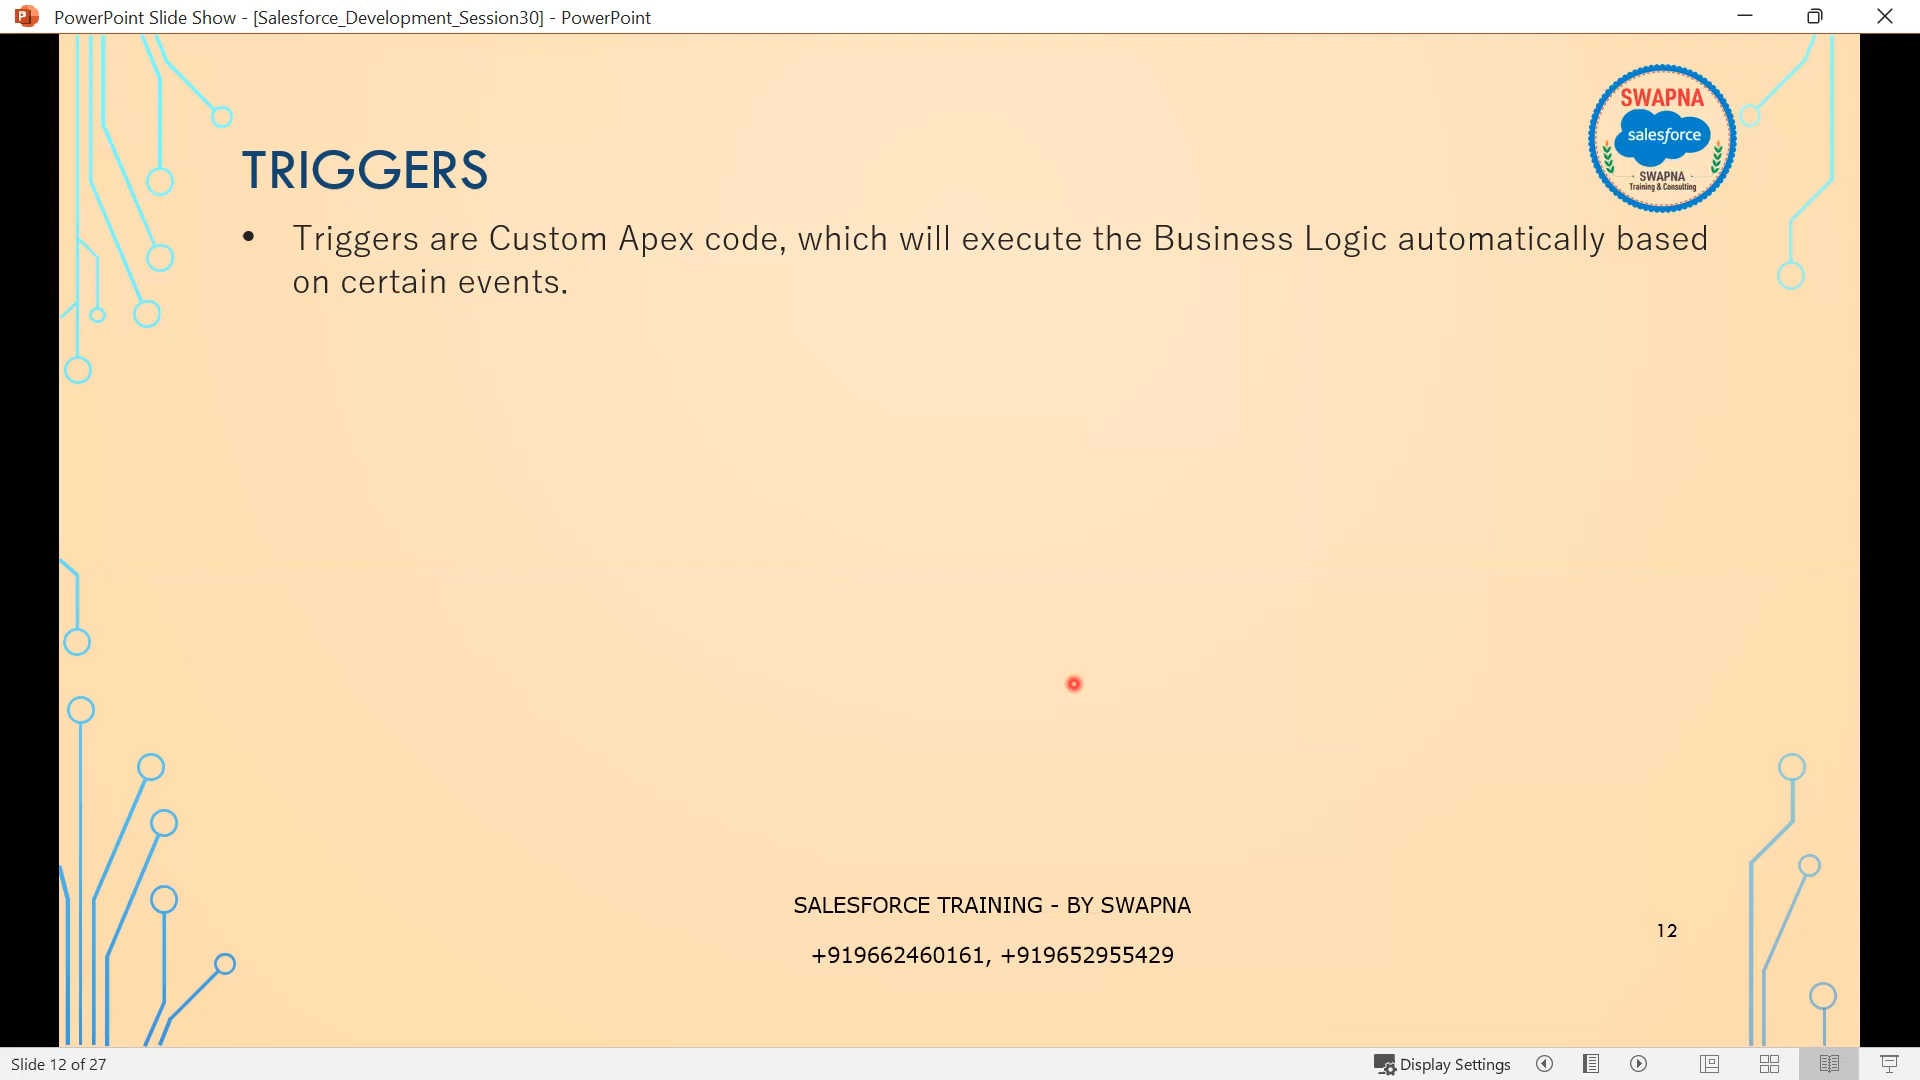 PowerPoint Slide Show - [Salesforce_Development_Session30] - PowerPoint
SWAPNA
salesforce
SWAPNA
Training & Consulting
TRIGGERS
• Triggers are Custom Apex code, which will execute the Business Logic automatically based
on certain events.
SALESFORCE TRAINING - BY SWAPNA
12
+919662460161, +919652955429
Slide 12 of 27
Display Settings